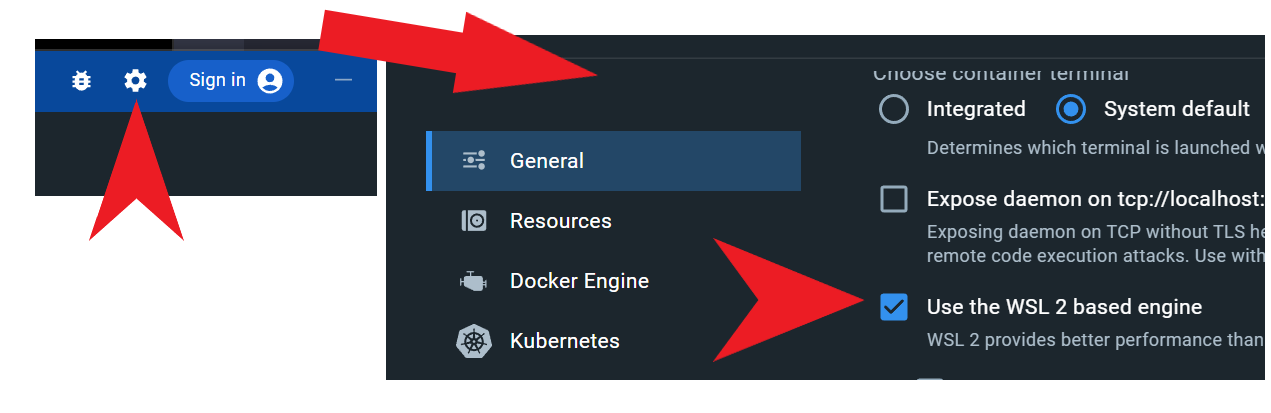 Sign in
General
Resources
Docker Engine
Kubernetes
Choose container terminal
Integrated System default
Determines which terminal is launched w
Expose daemon on tcp://localhost:
Exposing daemon on TCP without TLS he
remote code execution attacks. Use with
Use the WSL 2 based engine
WSL 2 provides better performance than